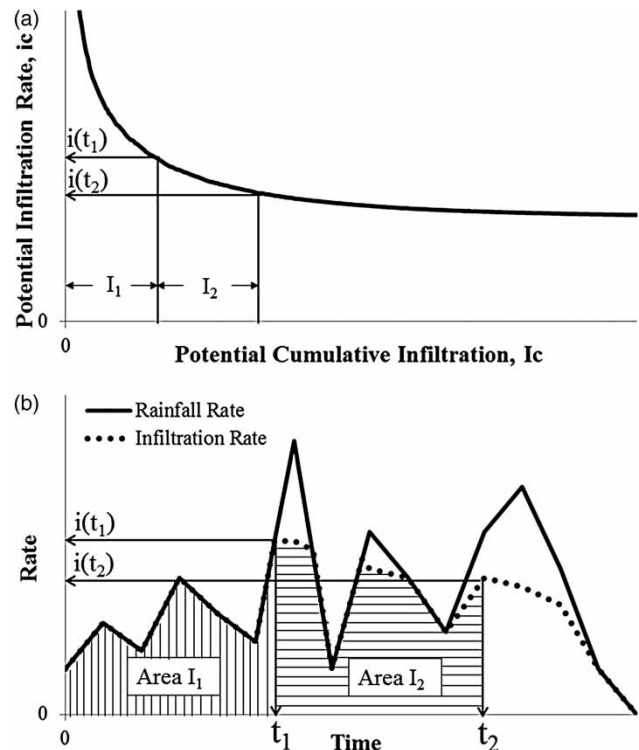 (a)
Potential Infiltration Rate, ic
i(t₁)
i(t₂)
I₁
I₂
0
0
Potential Cumulative Infiltration, Ic
(b)
Rainfall Rate
Infiltration Rate
i(t₁)
i(t₂)
Rate
Area I₁
Area I₂
0
0
Time
t₁
t₂